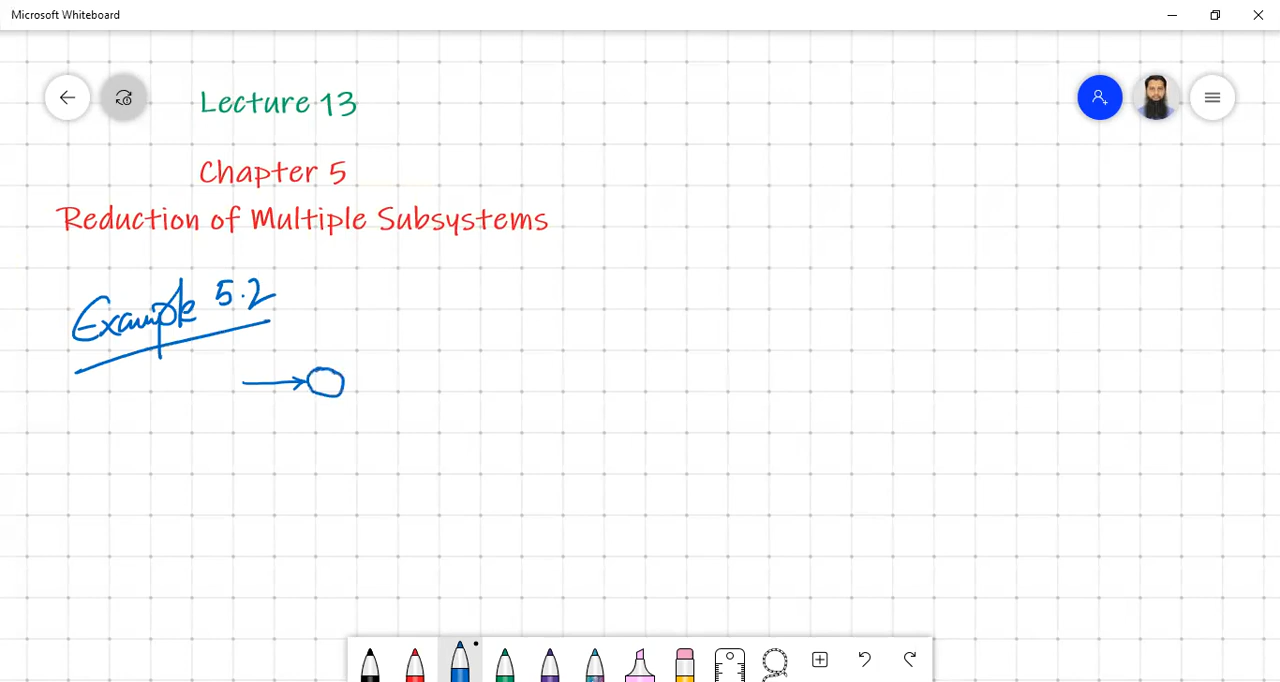 Microsoft Whiteboard
Lecture 13
Chapter 5
Reduction of Multiple Subsystems
Example 5.2